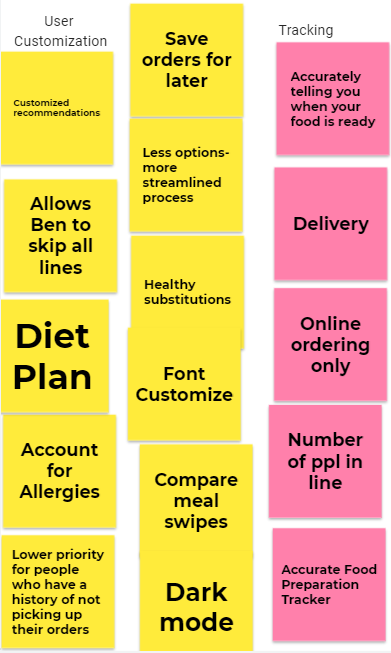 User
Customization
Customized
recommendations
Allows
Ben to
skip all
lines
Diet
Plan
Account
for
Allergies
Lower priority
for people
who have a
history of not
picking up
their orders
Save
orders for
later
Less options-
more
streamlined
process
Healthy
substitutions
Font
Customize
Compare
meal
swipes
Dark
mode
Tracking
Accurately
telling you
when your
food is ready
Delivery
Online
ordering
only
Number
of ppl in
line
Accurate Food
Preparation
Tracker